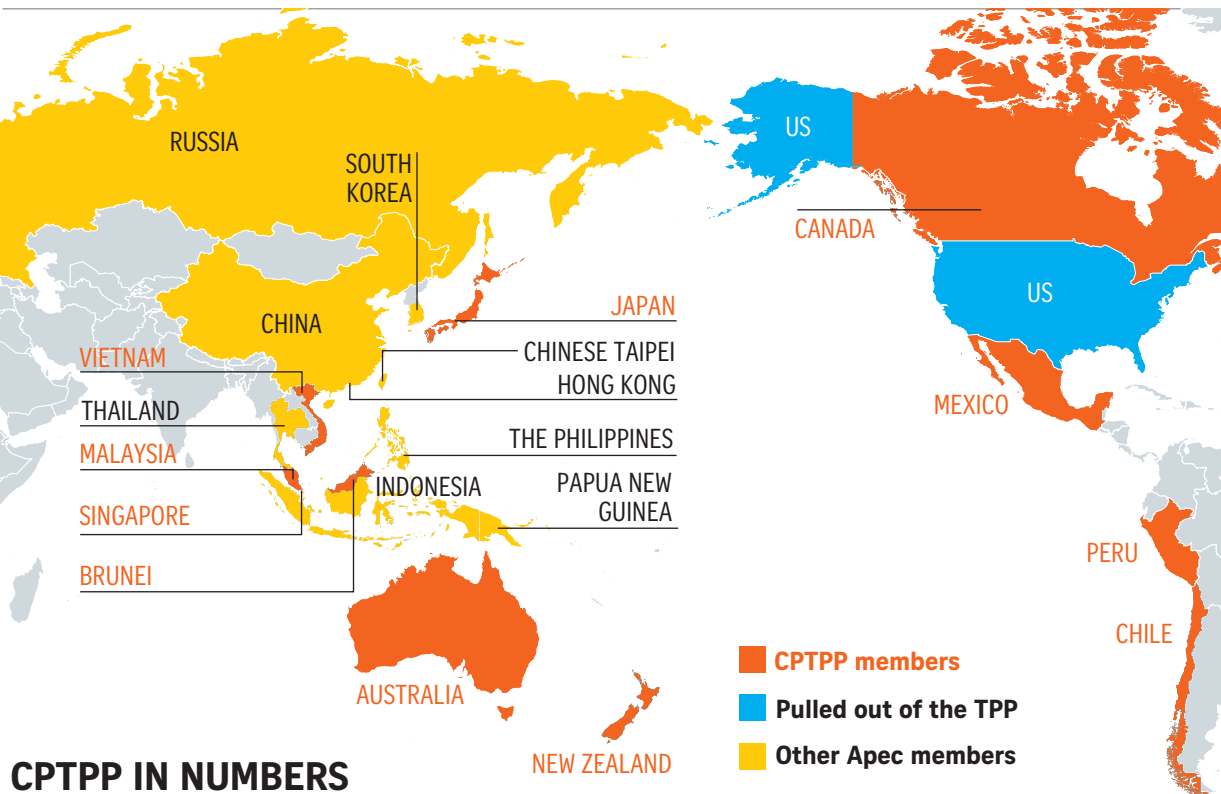 RUSSIA
SOUTH
KOREA
US
CANADA
JAPAN
US
CHINA
VIETNAM
CHINESE TAIPEI
HONG KONG
THAILAND
MEXICO
THE PHILIPPINES
MALAYSIA
INDONESIA
PAPUA NEW
GUINEA
SINGAPORE
BRUNEI
PERU
CHILE
AUSTRALIA
NEW ZEALAND
CPTPP members
Pulled out of the TPP
Other Apec members
CPTPP IN NUMBERS